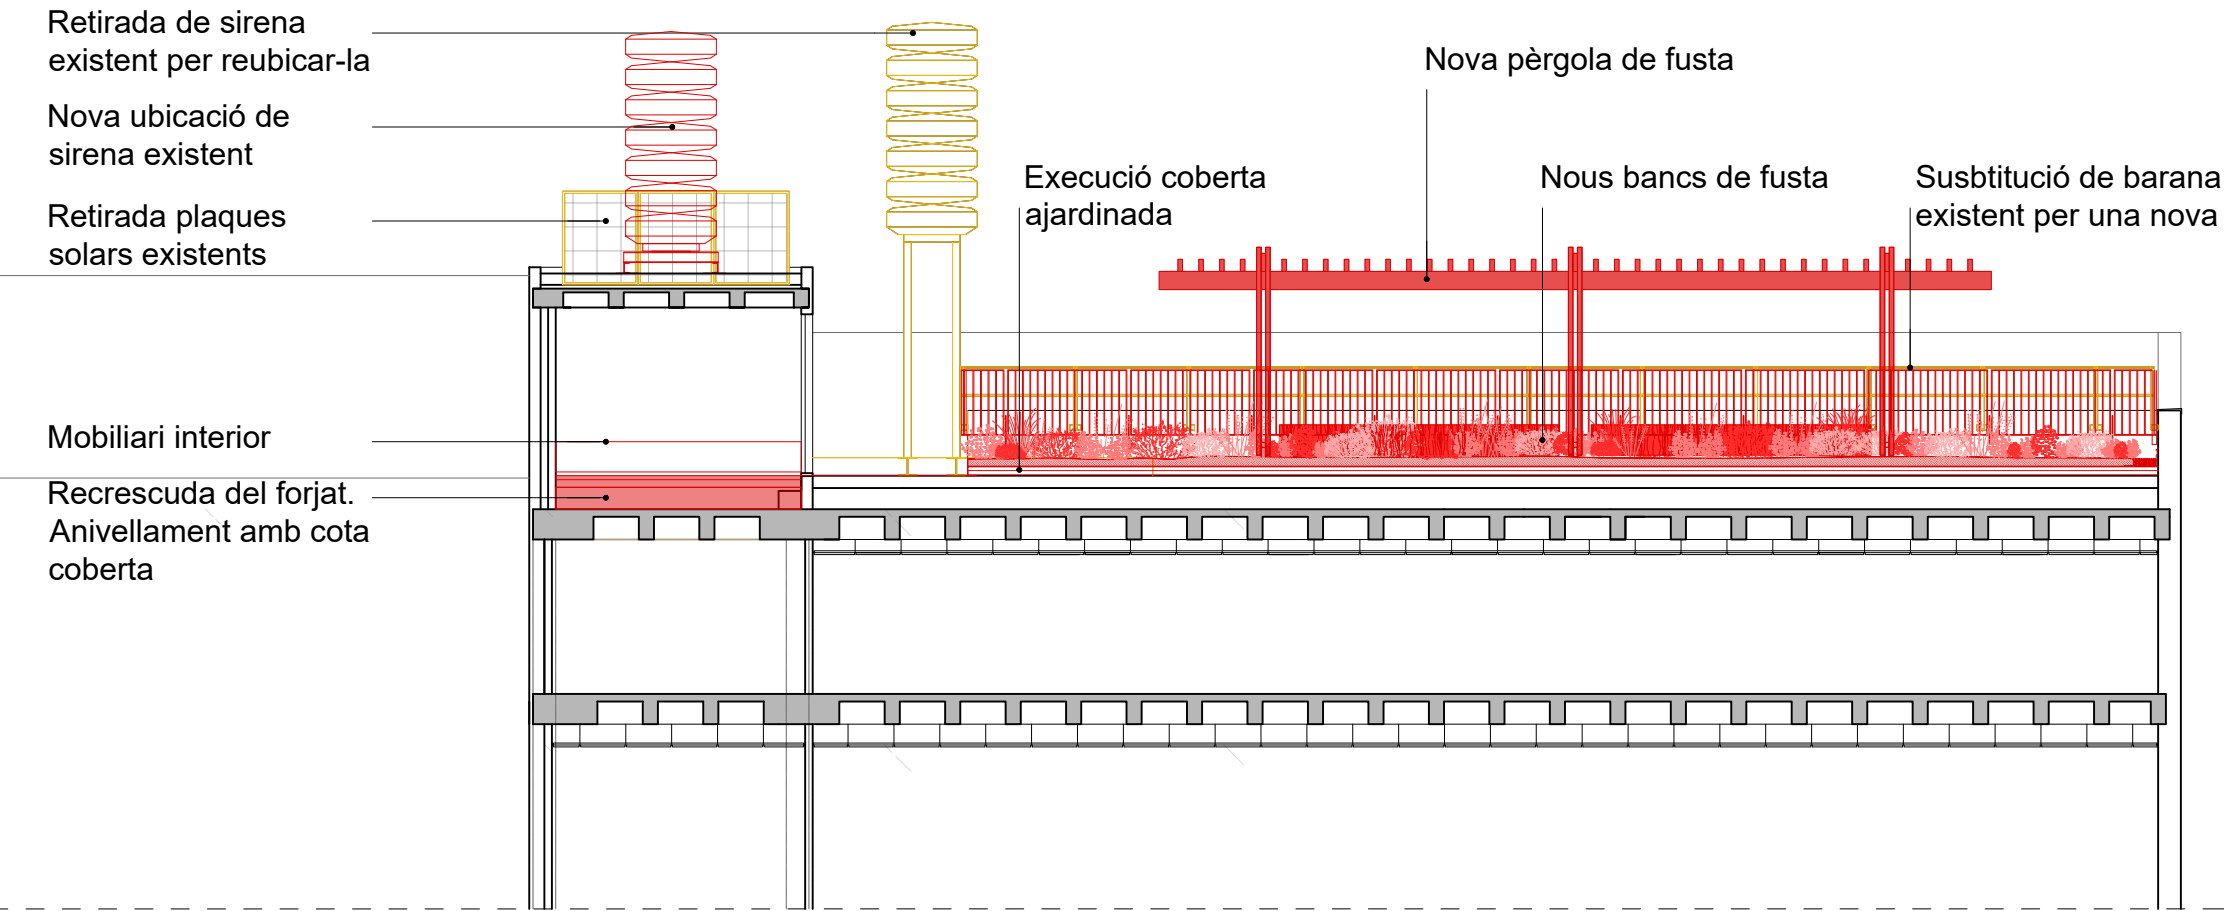 Retirada de sirena
existent per reubicar-la
Nova ubicació de
sirena existent
Retirada plaques
solars existents
Mobiliari interior
Recrescuda del forjat.
Anivellament amb cota
coberta
Nova pèrgola de fusta
Execució coberta
ajardinada
Nous bancs de fusta
Susbtitució de barana
existent per una nova